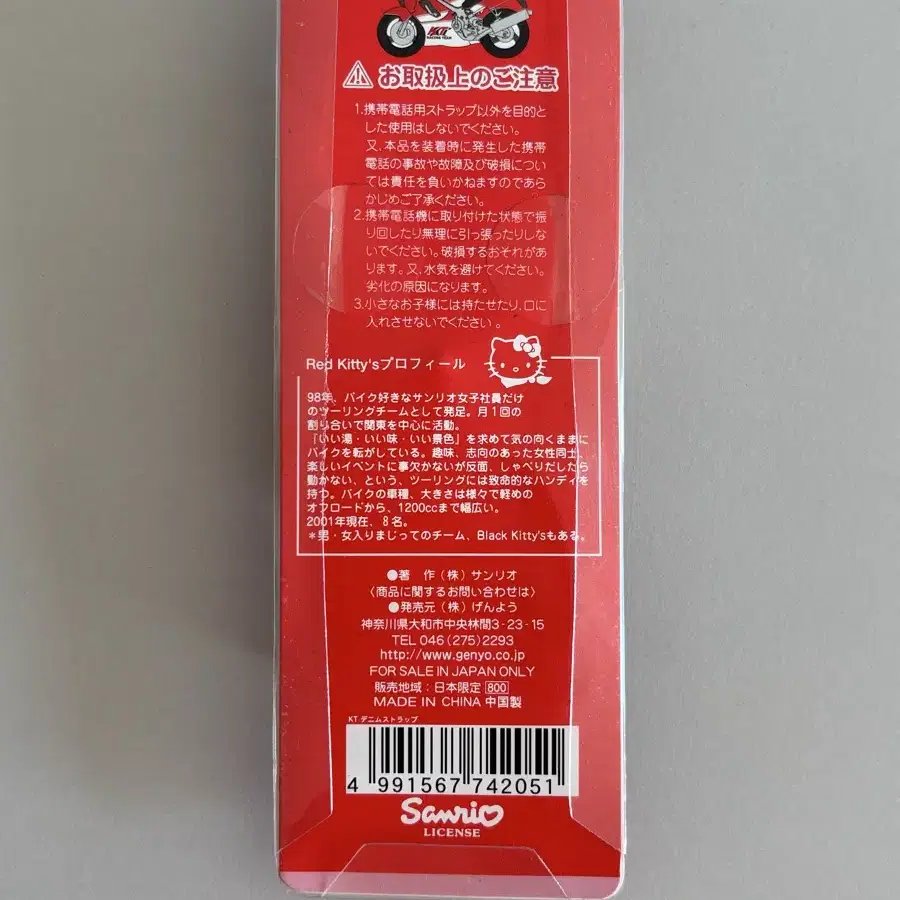 RACING TEAM
お取扱上のご注意
1.携帯電話用ストラップ以外を目的と
した使用はしないでください。
又、本品を装着時に発生した携帯
電話の事故や故障及び破損につい
ては責任を負いかねますのであら
かじめご了承ください。
2.携帯電話機に取り付けた状態で振
り回したり無理に引っ張ったりしな
いでください。破損するおそれがあ
ります。又、水気を避けてください。
劣化の原因になります。
3.小さなお子様には持たせたり、口に
入れさせないでください。
Red Kitty'sプロフィール
98年、バイク好きなサンリオ女子社員だけ
のツーリングチームとして発足。月1回の
割り合いで関東を中心に活動。
「いい湯・いい味・いい景色」を求めて気の向くままに
バイクを転がしている。趣味、志向のあった女性同士、
楽しいイベントに事欠かないが反面、しゃべりだしたら
動かない、という、ツーリングには致命的なハンディを
持つ。バイクの車種、大きさは様々で軽めの
オフロードから、1200ccまで幅広い。
2001年現在、8名。
*男・女入りまじってのチーム、Black Kitty'sもある。
●著 作(株)サンリオ
〈商品に関するお問い合わせは〉
●発売元(株)げんよう
神奈川県大和市中央林間3-23-15
TEL 046(275)2293
http://www.genyo.co.jp
FOR SALE IN JAPAN ONLY
販売地域:日本限定 800
MADE IN CHINA 中国製
KT デニムストラップ
4 991567 742051
Sanrio
LICENSE